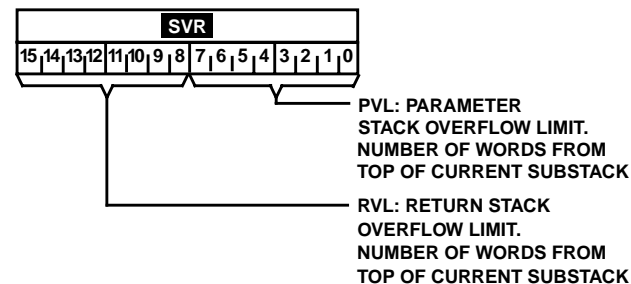 SVR
15 14 13 12 11 10 9 8 7 6 5 4 3 2 1 0
PVL: PARAMETER
STACK OVERFLOW LIMIT.
NUMBER OF WORDS FROM
TOP OF CURRENT SUBSTACK
RVL: RETURN STACK
OVERFLOW LIMIT.
NUMBER OF WORDS FROM
TOP OF CURRENT SUBSTACK